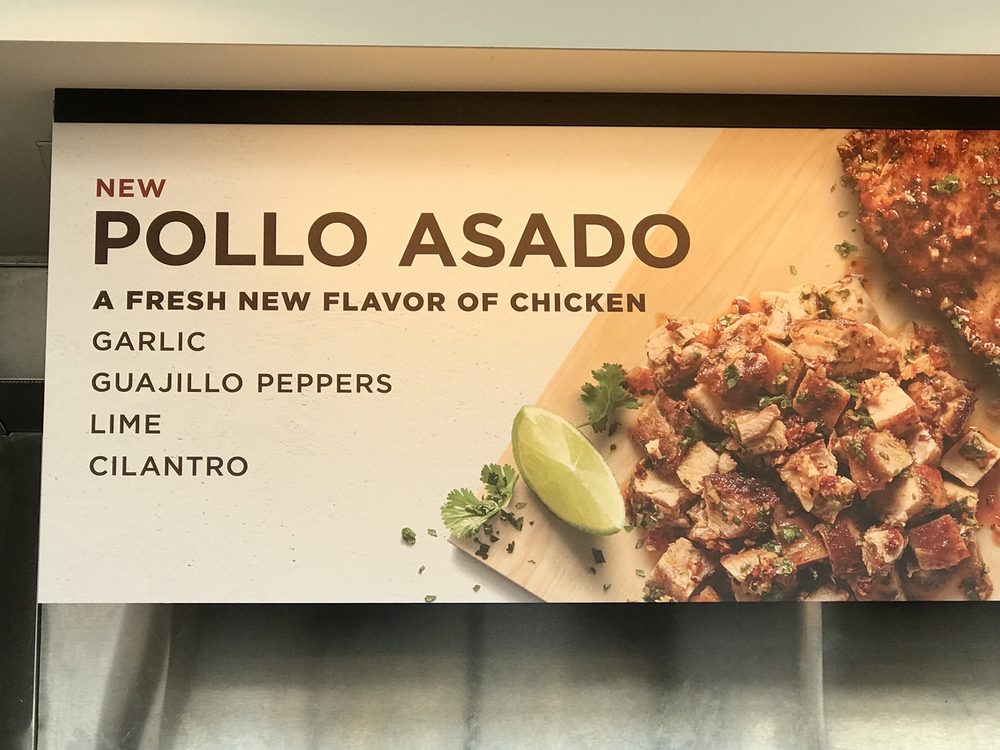 NEW
POLLO ASADO
A FRESH NEW FLAVOR OF CHICKEN
GARLIC
GUAJILLO PEPPERS
LIME
CILANTRO